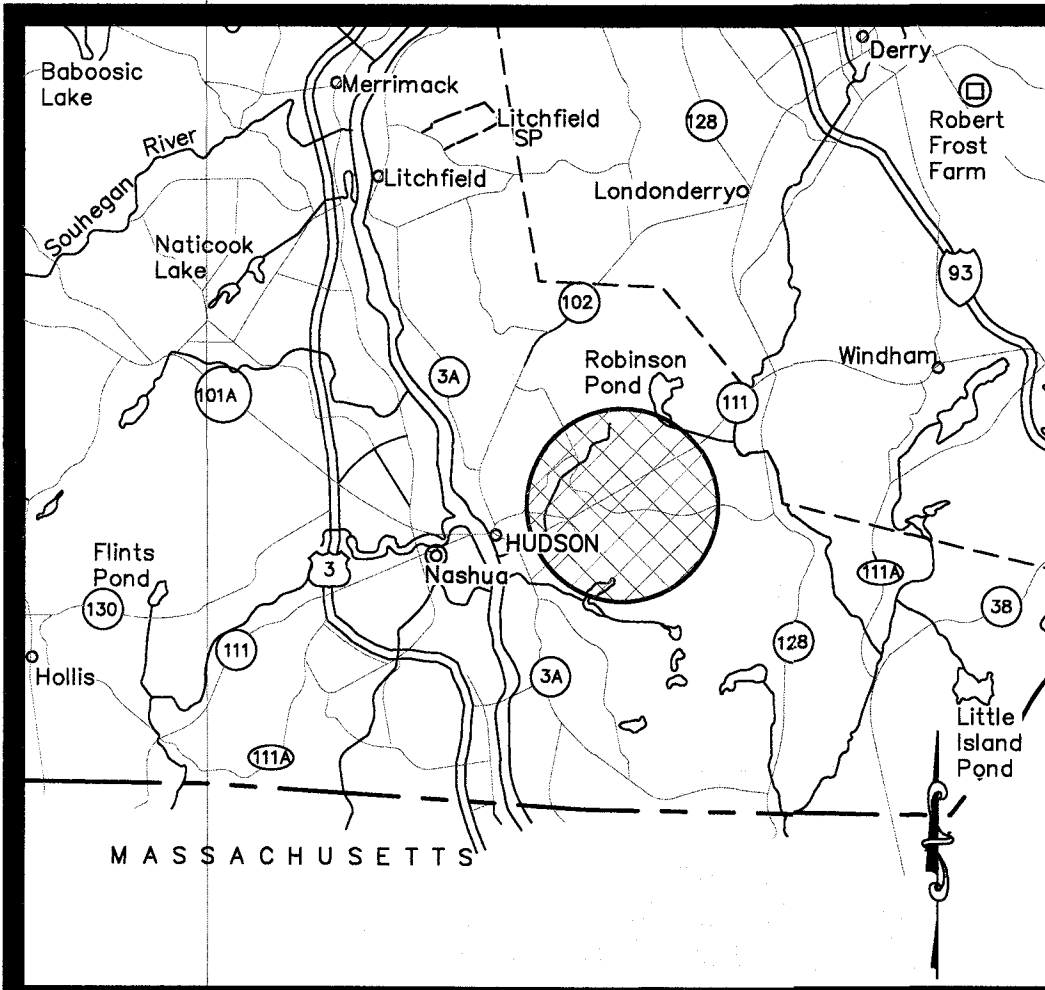 Baboosic
Lake
Merrimack
Derry
Litchfield
SP
128
Robert
Frost
Farm
Souhegan River
Litchfield
Londonderry
Naticook
Lake
93
102
Robinson
Pond
Windham
3A
101A
111
HUDSON
Nashua
3
Flints
Pond
111A
130
38
111
128
Hollis
3A
Little
Island
Pond
111A
MASSACHUSETTS